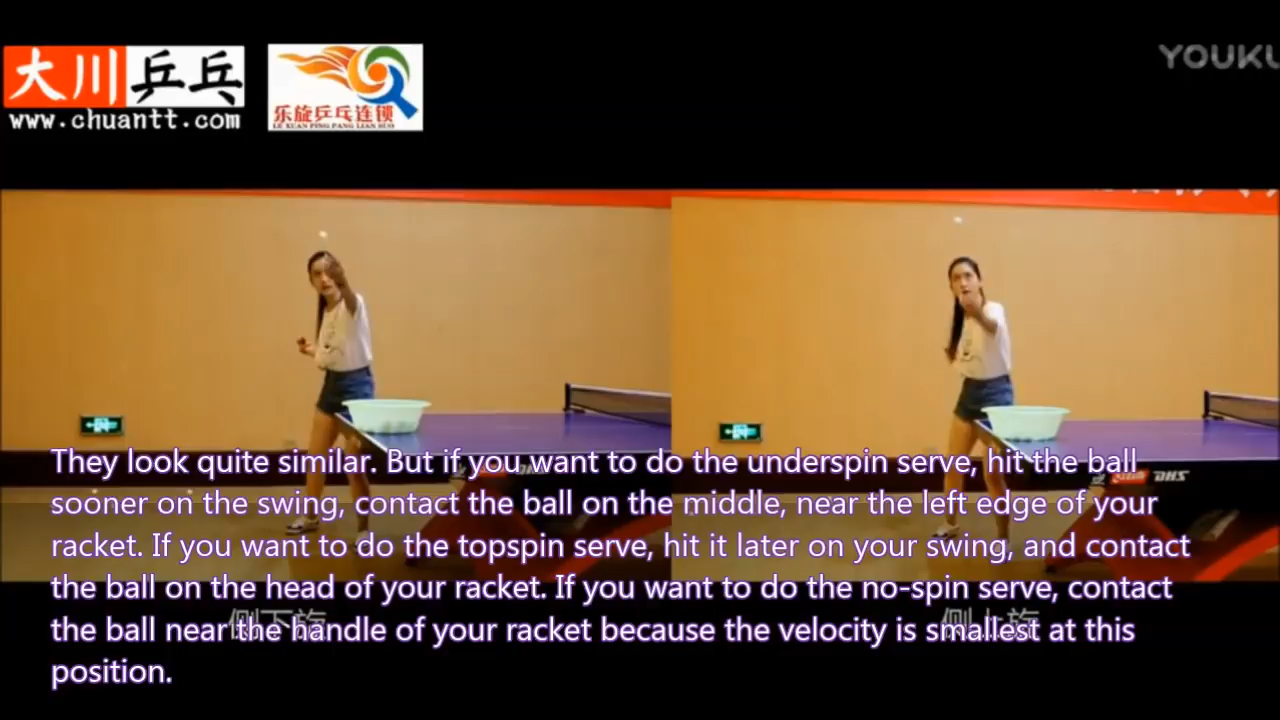 大川乒乓
www.chuantt.com
乐旋乒乓连锁
LE XUAN PING PANG LIAN SUO
YOUKU
They look quite similar. But if you want to do the underspin serve, hit the ball
sooner on the swing, contact the ball on the middle, near the left edge of your
racket. If you want to do the topspin serve, hit it later on your swing, and contact
the ball on the head of your racket. If you want to do the no-spin serve, contact
the ball near the handle of your racket because the velocity is smallest at this
position.
侧下旋
侧上旋
DHS